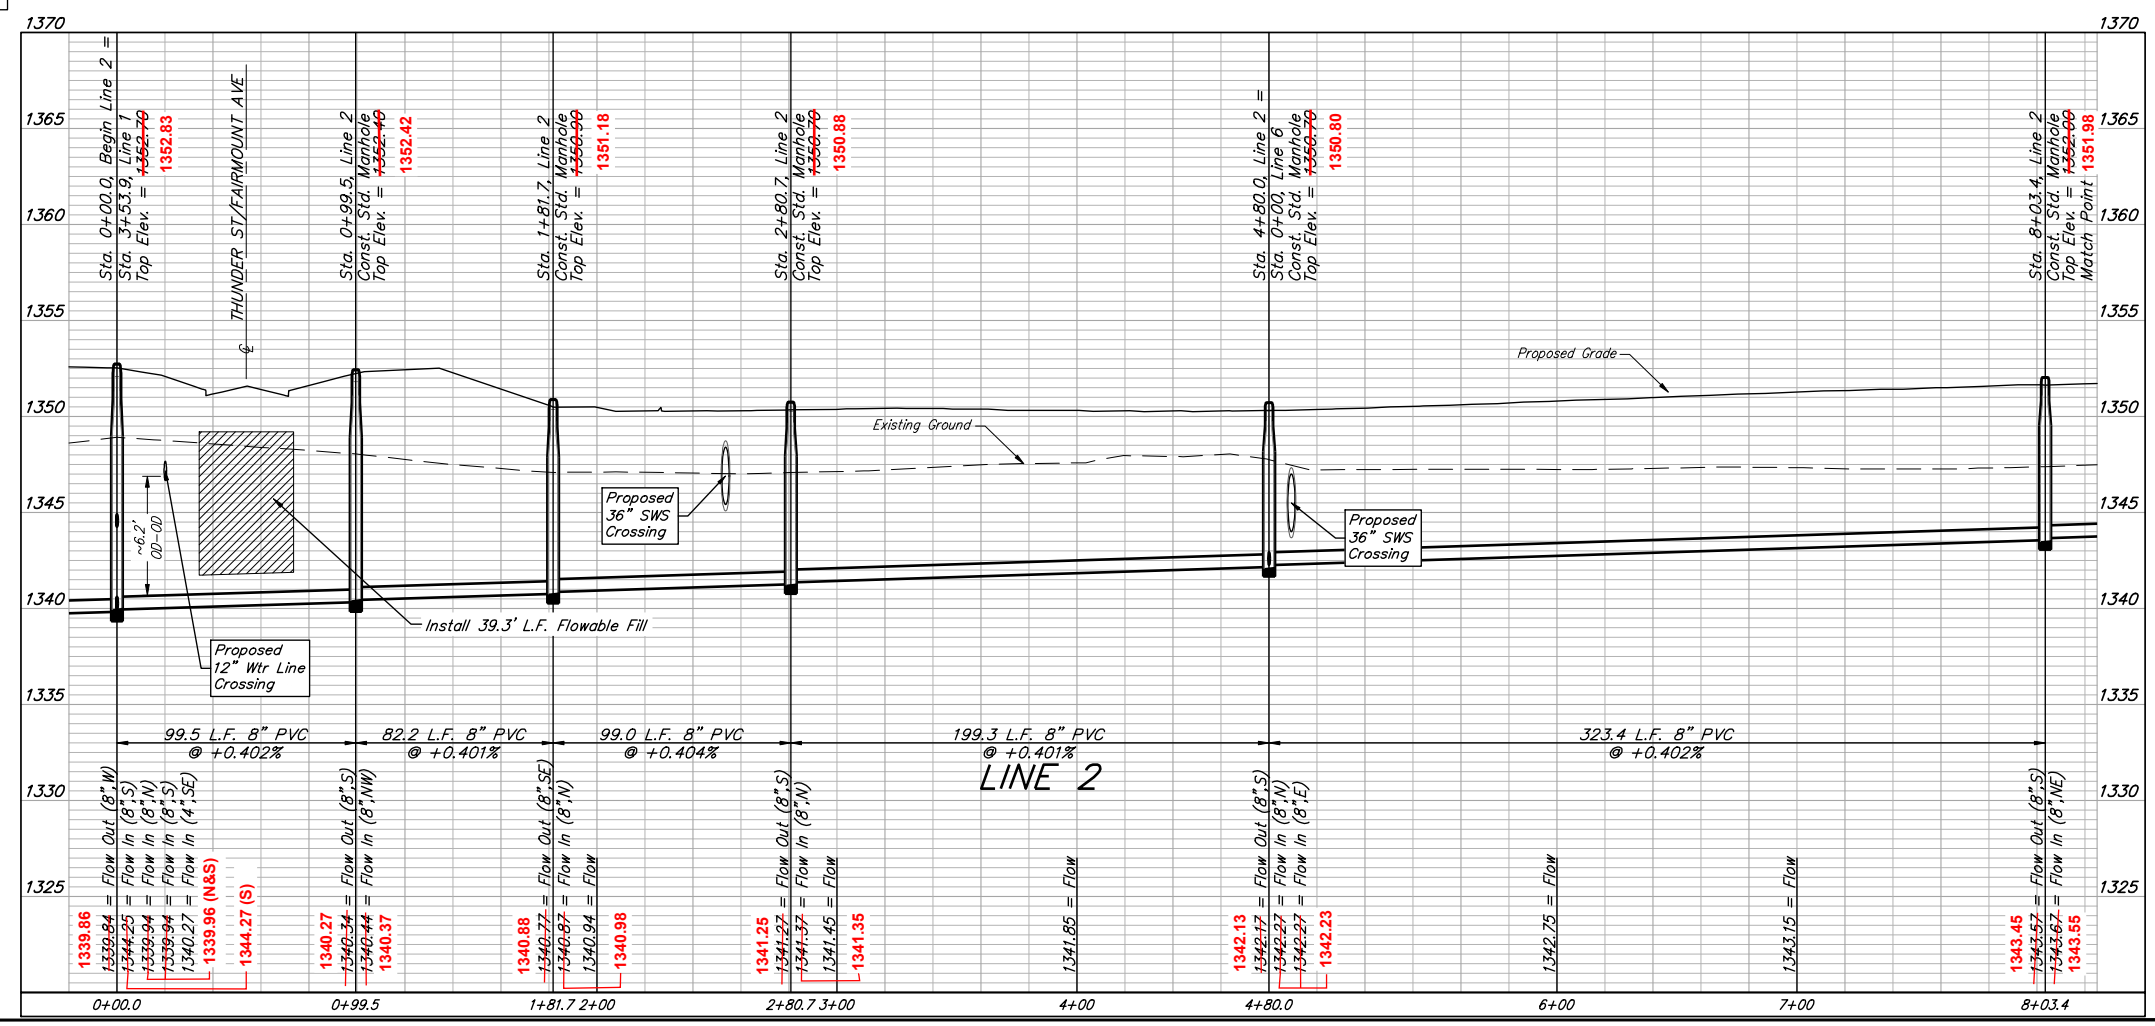 1370
1370
1365
1365
1360
1360
1355
1355
1350
1350
1345
1345
1340
1340
1335
1335
1330
1330
1325
1325
Sta. 0+00.0, Begin Line 2 =
Sta. 3+53.9, Line 1
Top Elev. = 1352.70
1352.83
THUNDER ST/FAIRMOUNT AVE
℄
Sta. 0+99.5, Line 2
Const. Std. Manhole
Top Elev. = 1352.40
1352.42
Sta. 1+81.7, Line 2
Const. Std. Manhole
Top Elev. = 1350.90
1351.18
Sta. 2+80.7, Line 2
Const. Std. Manhole
Top Elev. = 1350.70
1350.88
Sta. 4+80.0, Line 2 =
Sta. 0+00, Line 6
Const. Std. Manhole
Top Elev. = 1350.70
1350.80
Sta. 8+03.4, Line 2
Const. Std. Manhole
Top Elev. = 1352.00
Match Point
1351.98
Proposed Grade
Existing Ground
~6.2'
OD-OD
Proposed
36" SWS
Crossing
Proposed
36" SWS
Crossing
Install 39.3' L.F. Flowable Fill
Proposed
12" Wtr Line
Crossing
99.5 L.F. 8" PVC
@ +0.402%
82.2 L.F. 8" PVC
@ +0.401%
99.0 L.F. 8" PVC
@ +0.404%
199.3 L.F. 8" PVC
@ +0.401%
323.4 L.F. 8" PVC
@ +0.402%
LINE 2
1339.86
1339.84 = Flow Out (8",W)
1344.25 = Flow In (8",S)
1339.94 = Flow In (8",N)
1339.94 = Flow In (8",S)
1340.27 = Flow In (4",SE)
1339.96 (N&S)
1344.27 (S)
1340.27
1340.34 = Flow Out (8",S)
1340.44 = Flow In (8",NW)
1340.37
1340.88
1340.77 = Flow Out (8",SE)
1340.87 = Flow In (8",N)
1340.94 = Flow
1340.98
1341.25
1341.27 = Flow Out (8",S)
1341.37 = Flow In (8",N)
1341.45 = Flow
1341.35
1341.85 = Flow
1342.13
1342.17 = Flow Out (8",S)
1342.27 = Flow In (8",N)
1342.27 = Flow In (8",E)
1342.23
1342.75 = Flow
1343.15 = Flow
1343.45
1343.57 = Flow Out (8",S)
1343.67 = Flow In (8",NE)
1343.55
0+00.0
0+99.5
1+81.7
2+00
2+80.7
3+00
4+00
4+80.0
6+00
7+00
8+03.4